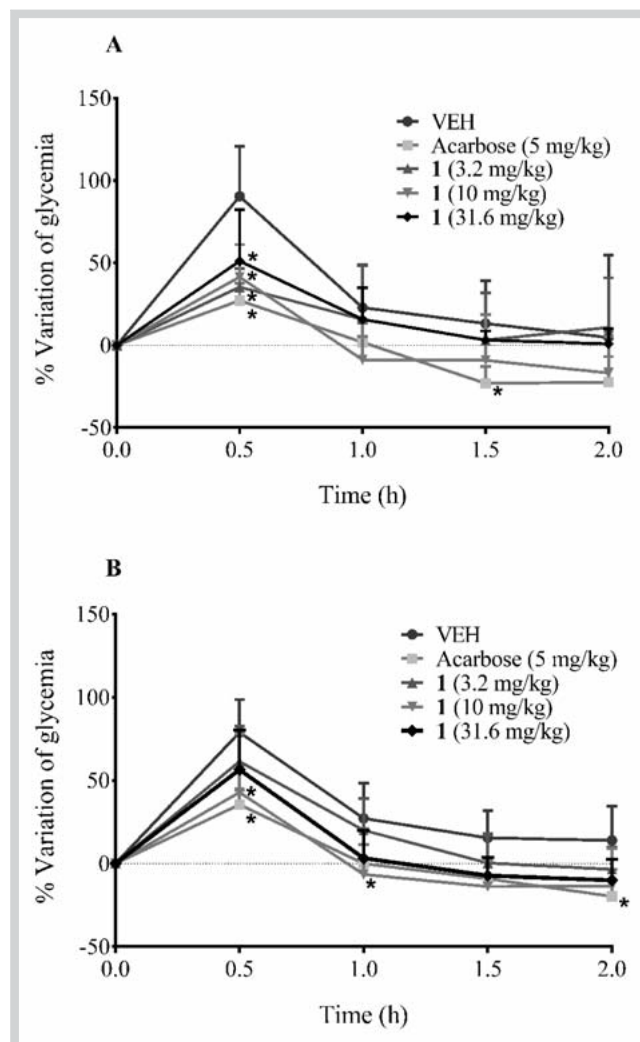 A
150
100
50
0
-50
% Variation of glycemia
VEH
Acarbose (5 mg/kg)
1 (3.2 mg/kg)
1 (10 mg/kg)
1 (31.6 mg/kg)
*
*
*
*
*
0.0 0.5 1.0 1.5 2.0
Time (h)
B
150
100
50
0
-50
% Variation of glycemia
VEH
Acarbose (5 mg/kg)
1 (3.2 mg/kg)
1 (10 mg/kg)
1 (31.6 mg/kg)
*
*
*
*
0.0 0.5 1.0 1.5 2.0
Time (h)